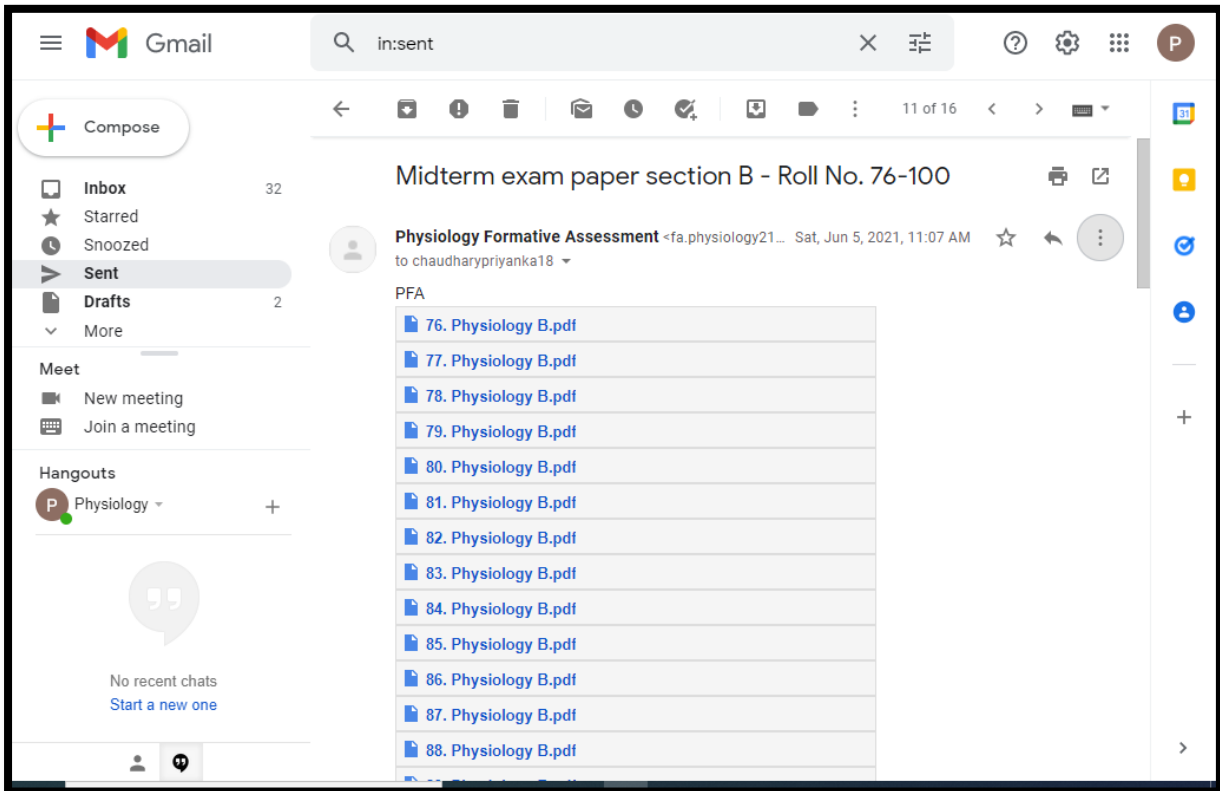 Gmail
in:sent
P
Compose
11 of 16
31
Midterm exam paper section B - Roll No. 76-100
Inbox 32
Starred
Snoozed
Sent
Drafts 2
More
Physiology Formative Assessment <fa.physiology21... Sat, Jun 5, 2021, 11:07 AM
to chaudharypriyanka18
PFA
76. Physiology B.pdf
77. Physiology B.pdf
78. Physiology B.pdf
79. Physiology B.pdf
80. Physiology B.pdf
81. Physiology B.pdf
82. Physiology B.pdf
83. Physiology B.pdf
84. Physiology B.pdf
85. Physiology B.pdf
86. Physiology B.pdf
87. Physiology B.pdf
88. Physiology B.pdf
Meet
New meeting
Join a meeting
Hangouts
P Physiology
No recent chats
Start a new one